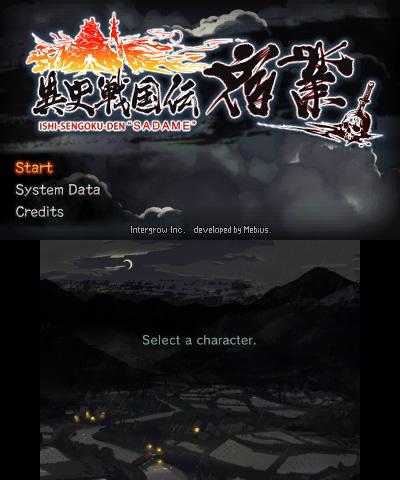 異史戦国伝 宿業
ISHI-SENGOKU-DEN "SADAME"
Start
System Data
Credits
Intergrow Inc. developed by Mebius.
Select a character.